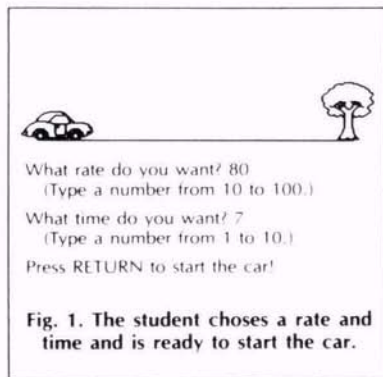 What rate do you want? 80
(Type a number from 10 to 100.)
What time do you want? 7
(Type a number from 1 to 10.)
Press RETURN to start the car!
Fig. 1. The student choses a rate and
time and is ready to start the car.